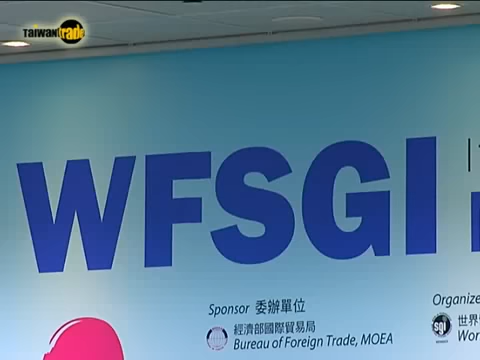 TAIWANtrade
WFSGI
Sponsor 委辦單位
經濟部國際貿易局
Bureau of Foreign Trade, MOEA
Organize
世界
Wor